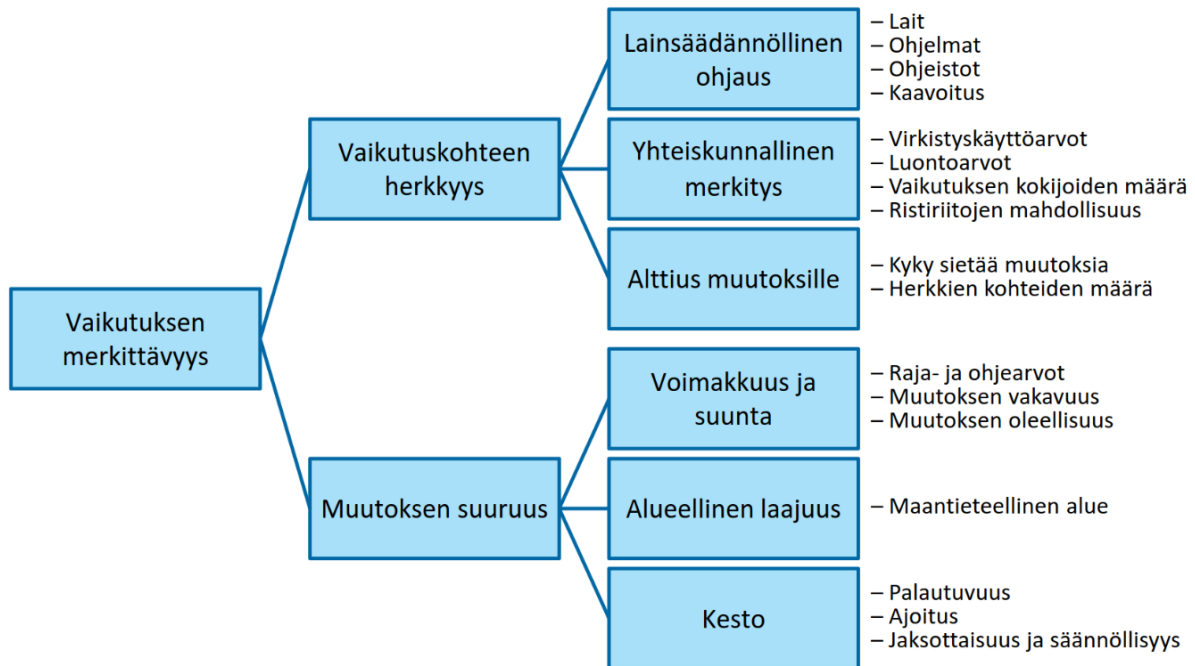 Vaikutuksen
merkittävyys
Vaikutuskohteen
herkkyys
Lainsäädännöllinen
ohjaus
– Lait
– Ohjelmat
– Ohjeistot
– Kaavoitus
Yhteiskunnallinen
merkitys
– Virkistyskäyttöarvot
– Luontoarvot
– Vaikutuksen kokijoiden määrä
– Ristiriitojen mahdollisuus
Alttius muutoksille
– Kyky sietää muutoksia
– Herkkien kohteiden määrä
Muutoksen suuruus
Voimakkuus ja
suunta
– Raja- ja ohjearvot
– Muutoksen vakavuus
– Muutoksen oleellisuus
Alueellinen laajuus
– Maantieteellinen alue
Kesto
– Palautuvuus
– Ajoitus
– Jaksottaisuus ja säännöllisyys